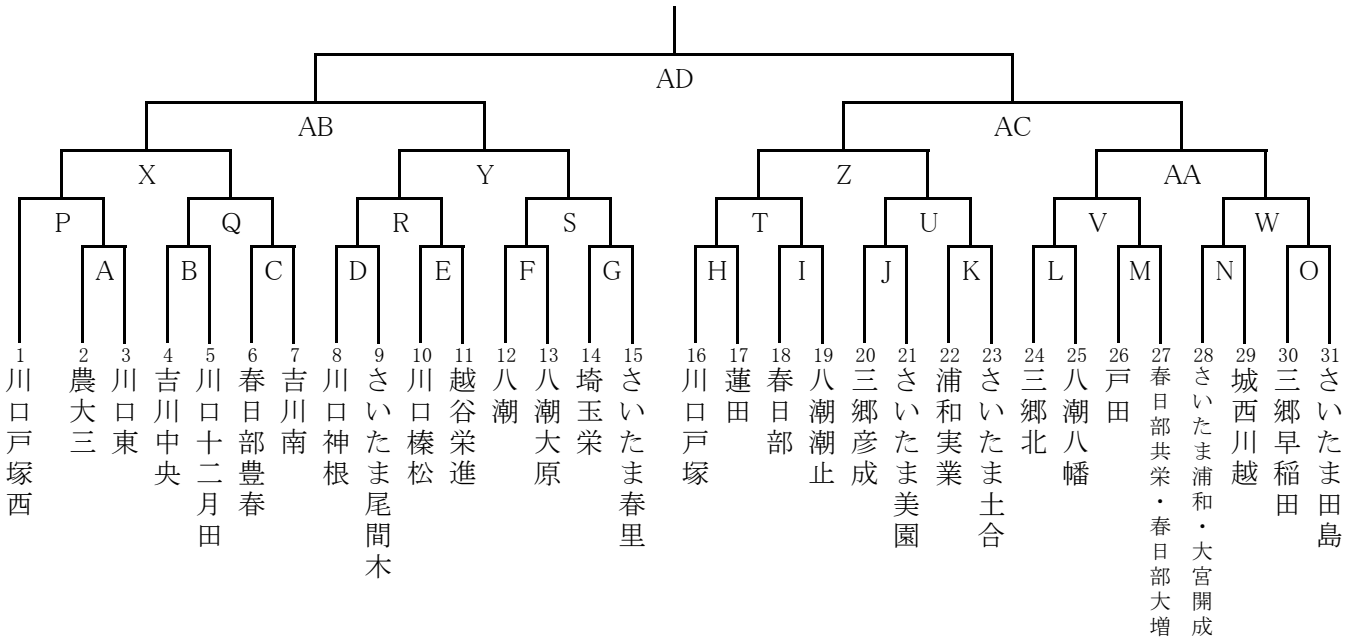 AD
AB
AC
X
Y
Z
AA
P
Q
R
S
T
U
V
W
A
B
C
D
E
F
G
H
I
J
K
L
M
N
O
1
川口戸塚西
2
農大三
3
川口東
4
吉川中央
5
川口十二月田
6
春日部豊春
7
吉川南
8
川口神根
9
さいたま尾間木
10
川口榛松
11
越谷栄進
12
八潮
13
八潮大原
14
埼玉栄
15
さいたま春里
16
川口戸塚
17
蓮田
18
春日部
19
八潮潮止
20
三郷彦成
21
さいたま美園
22
浦和実業
23
さいたま土合
24
三郷北
25
八潮八幡
26
戸田
27
春日部共栄・春日部大増
28
さいたま浦和・大宮開成
29
城西川越
30
三郷早稲田
31
さいたま田島